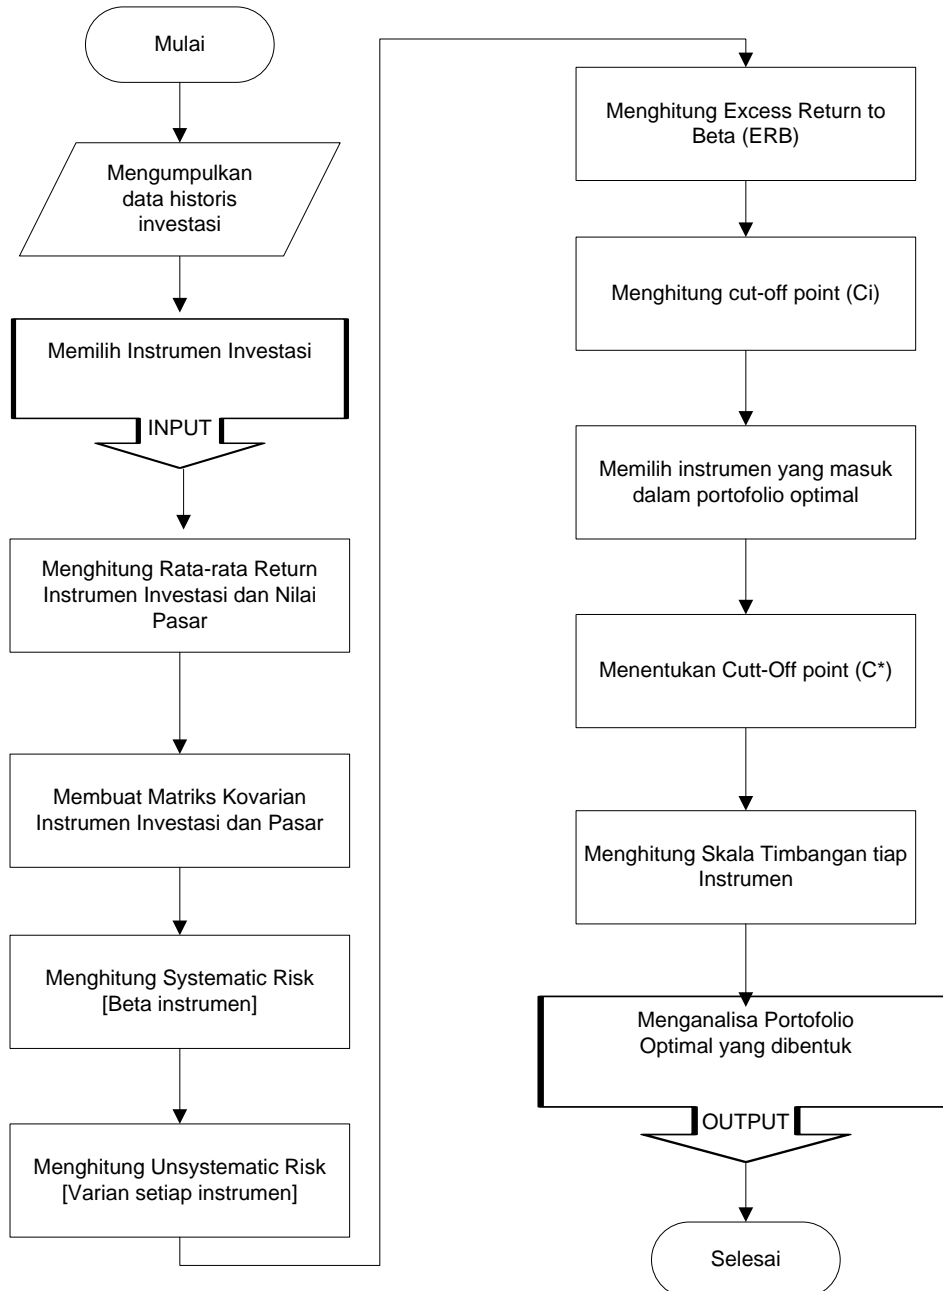 Mulai
Mengumpulkan
data historis
investasi
Memilih Instrumen Investasi
INPUT
Menghitung Rata-rata Return
Instrumen Investasi dan Nilai
Pasar
Membuat Matriks Kovarian
Instrumen Investasi dan Pasar
Menghitung Systematic Risk
[Beta instrumen]
Menghitung Unsystematic Risk
[Varian setiap instrumen]
Menghitung Excess Return to
Beta (ERB)
Menghitung cut-off point (Ci)
Memilih instrumen yang masuk
dalam portofolio optimal
Menentukan Cutt-Off point (C*)
Menghitung Skala Timbangan tiap
Instrumen
Menganalisa Portofolio
Optimal yang dibentuk
OUTPUT
Selesai